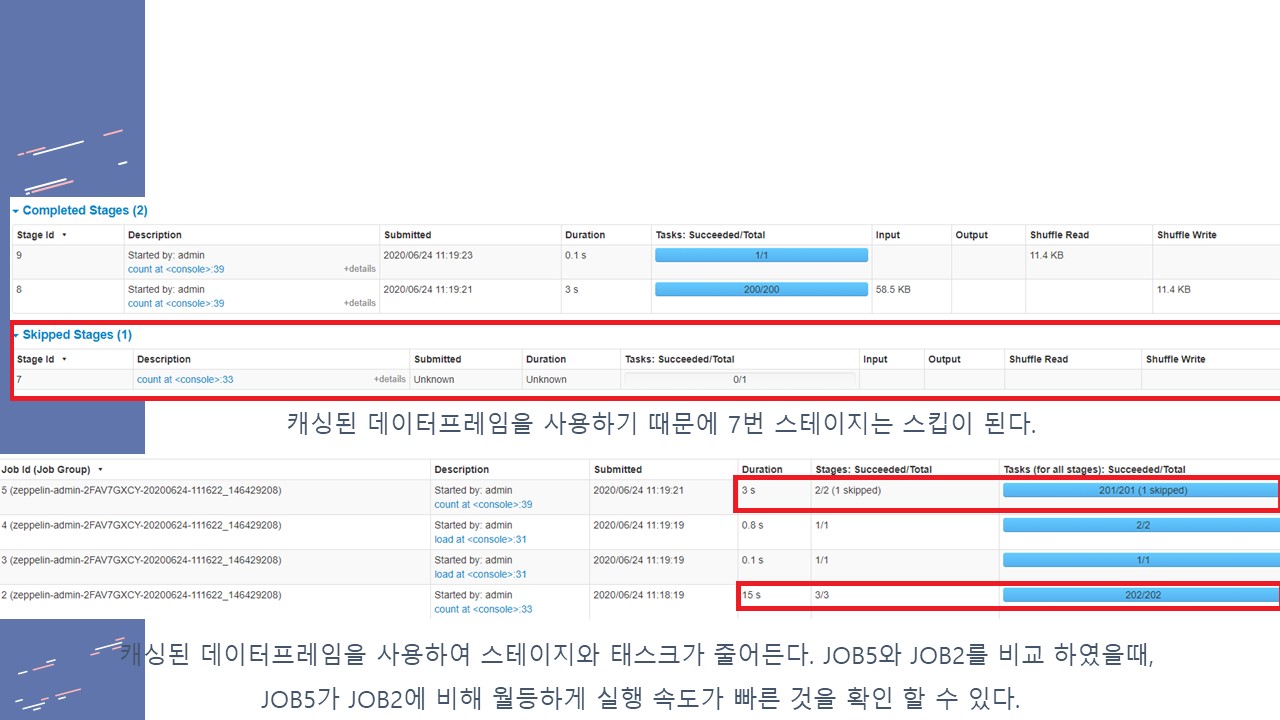 Completed Stages (2)
Stage Id Description Submitted Duration Tasks: Succeeded/Total Input Output Shuffle Read Shuffle Write
9 Started by: admin 2020/06/24 11:19:23 0.1 s 1/1 11.4 KB
count at <console>:39 +details
8 Started by: admin 2020/06/24 11:19:21 3 s 200/200 58.5 KB 11.4 KB
count at <console>:39 +details
Skipped Stages (1)
Stage Id Description Submitted Duration Tasks: Succeeded/Total Input Output Shuffle Read Shuffle Write
7 count at <console>:33 +details Unknown Unknown 0/1
캐싱된 데이터프레임을 사용하기 때문에 7번 스테이지는 스킵이 된다.
Job Id (Job Group) Description Submitted Duration Stages: Succeeded/Total Tasks (for all stages): Succeeded/Total
5 (zeppelin-admin-2FAV7GXCY-20200624-111622_146429208) Started by: admin 2020/06/24 11:19:21 3 s 2/2 (1 skipped) 201/201 (1 skipped)
count at <console>:39
4 (zeppelin-admin-2FAV7GXCY-20200624-111622_146429208) Started by: admin 2020/06/24 11:19:19 0.8 s 1/1 2/2
load at <console>:31
3 (zeppelin-admin-2FAV7GXCY-20200624-111622_146429208) Started by: admin 2020/06/24 11:19:19 0.1 s 1/1 1/1
load at <console>:31
2 (zeppelin-admin-2FAV7GXCY-20200624-111622_146429208) Started by: admin 2020/06/24 11:18:19 15 s 3/3 202/202
count at <console>:33
캐싱된 데이터프레임을 사용하여 스테이지와 태스크가 줄어든다. JOB5와 JOB2를 비교 하였을때,
JOB5가 JOB2에 비해 월등하게 실행 속도가 빠른 것을 확인 할 수 있다.